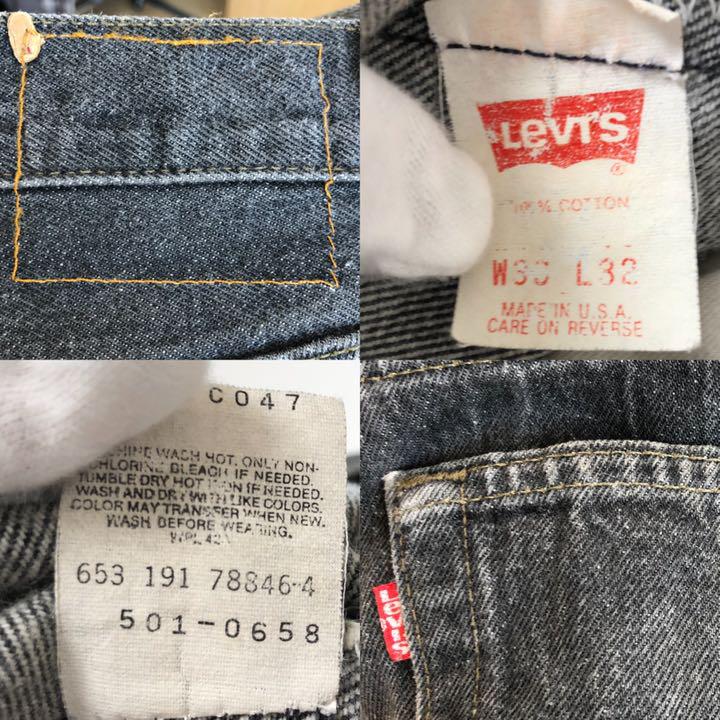 LEVI'S
®
100% COTTON
W30 L32
MADE IN U.S.A.
CARE ON REVERSE
C047
MACHINE WASH HOT. ONLY NON-
CHLORINE BLEACH IF NEEDED.
TUMBLE DRY HOT IRON IF NEEDED.
WASH AND DRY WITH LIKE COLORS.
COLOR MAY TRANSFER WHEN NEW.
WASH BEFORE WEARING.
WPL 423
653 191 78846-4
501-0658
LEVI'S